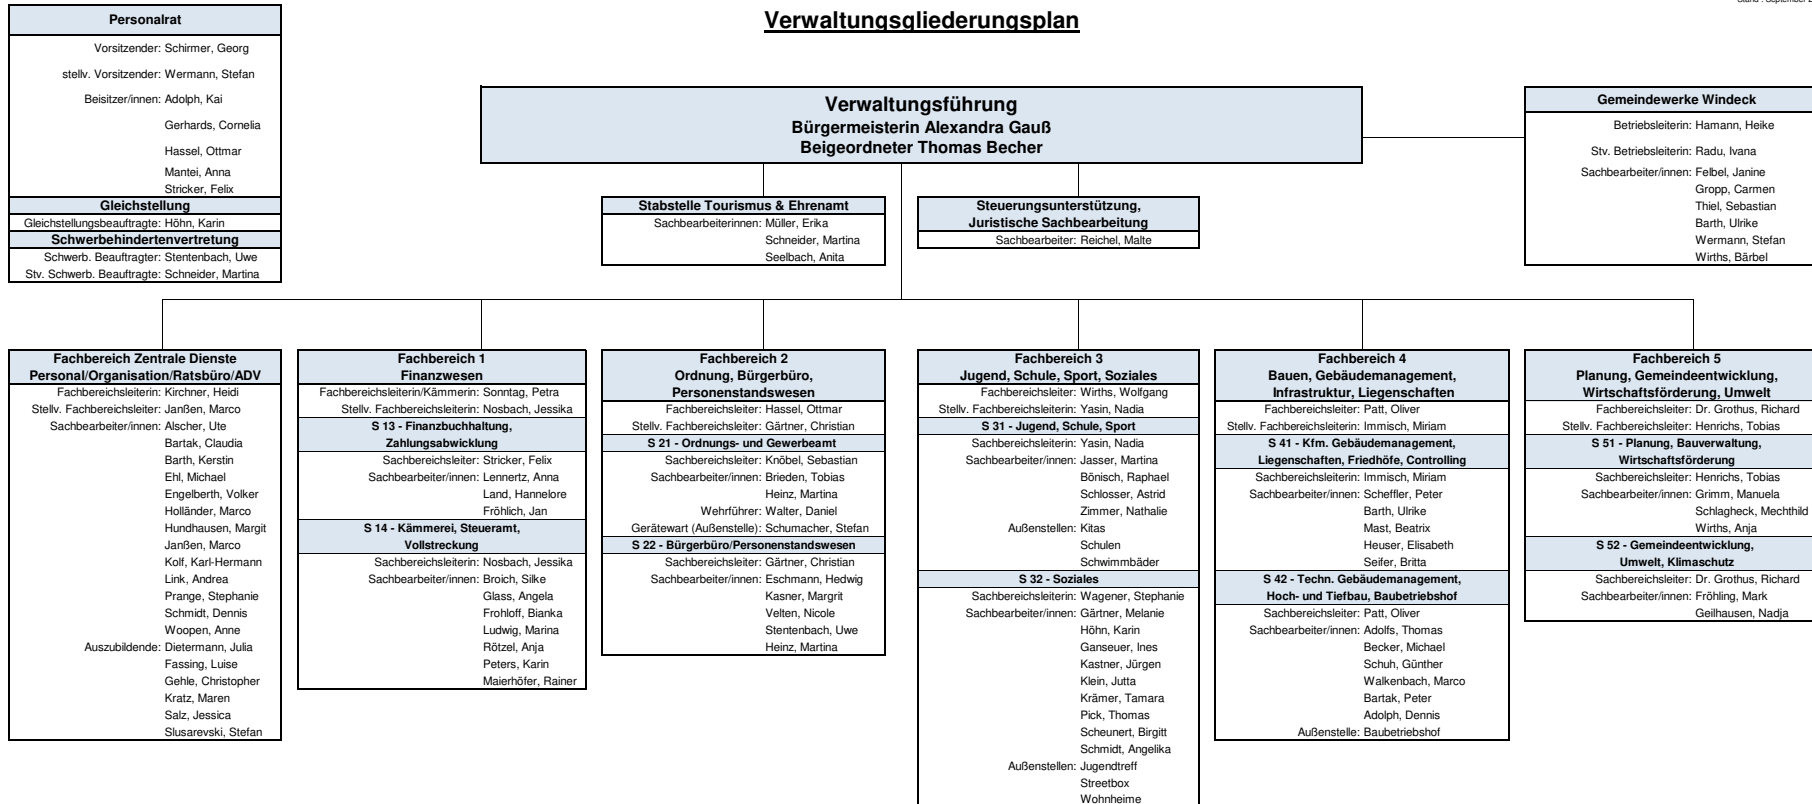 Stand : September 2
Verwaltungsgliederungsplan
Personalrat
Vorsitzender: Schirmer, Georg
stellv. Vorsitzender: Wermann, Stefan
Beisitzer/innen: Adolph, Kai
Gerhards, Cornelia
Hassel, Ottmar
Mantei, Anna
Stricker, Felix
Gleichstellung
Gleichstellungsbeauftragte: Höhn, Karin
Schwerbehindertenvertretung
Schwerb. Beauftragter: Stentenbach, Uwe
Stv. Schwerb. Beauftragte: Schneider, Martina
Verwaltungsführung
Bürgermeisterin Alexandra Gauß
Beigeordneter Thomas Becher
Gemeindewerke Windeck
Betriebsleiterin: Hamann, Heike
Stv. Betriebsleiterin: Radu, Ivana
Sachbearbeiter/innen: Felbel, Janine
Gropp, Carmen
Thiel, Sebastian
Barth, Ulrike
Wermann, Stefan
Wirths, Bärbel
Stabstelle Tourismus & Ehrenamt
Sachbearbeiterinnen: Müller, Erika
Schneider, Martina
Seelbach, Anita
Steuerungsunterstützung,
Juristische Sachbearbeitung
Sachbearbeiter: Reichel, Malte
Fachbereich Zentrale Dienste
Personal/Organisation/Ratsbüro/ADV
Fachbereichsleiterin: Kirchner, Heidi
Stellv. Fachbereichsleiter: Janßen, Marco
Sachbearbeiter/innen: Alscher, Ute
Bartak, Claudia
Barth, Kerstin
Ehl, Michael
Engelberth, Volker
Holländer, Marco
Hundhausen, Margit
Janßen, Marco
Kolf, Karl-Hermann
Link, Andrea
Prange, Stephanie
Schmidt, Dennis
Woopen, Anne
Auszubildende: Dietermann, Julia
Fassing, Luise
Gehle, Christopher
Kratz, Maren
Salz, Jessica
Slusarevski, Stefan
Fachbereich 1
Finanzwesen
Fachbereichsleiterin/Kämmerin: Sonntag, Petra
Stellv. Fachbereichsleiterin: Nosbach, Jessika
S 13 - Finanzbuchhaltung,
Zahlungsabwicklung
Sachbereichsleiter: Stricker, Felix
Sachbearbeiter/innen: Lennertz, Anna
Land, Hannelore
Fröhlich, Jan
S 14 - Kämmerei, Steueramt,
Vollstreckung
Sachbereichsleiterin: Nosbach, Jessika
Sachbearbeiter/innen: Broich, Silke
Glass, Angela
Frohloff, Bianka
Ludwig, Marina
Rötzel, Anja
Peters, Karin
Maierhöfer, Rainer
Fachbereich 2
Ordnung, Bürgerbüro,
Personenstandswesen
Fachbereichsleiter: Hassel, Ottmar
Stellv. Fachbereichsleiter: Gärtner, Christian
S 21 - Ordnungs- und Gewerbeamt
Sachbereichsleiter: Knöbel, Sebastian
Sachbearbeiter/innen: Brieden, Tobias
Heinz, Martina
Wehrführer: Walter, Daniel
Gerätewart (Außenstelle): Schumacher, Stefan
S 22 - Bürgerbüro/Personenstandswesen
Sachbereichsleiter: Gärtner, Christian
Sachbearbeiter/innen: Eschmann, Hedwig
Kasner, Margrit
Velten, Nicole
Stentenbach, Uwe
Heinz, Martina
Fachbereich 3
Jugend, Schule, Sport, Soziales
Fachbereichsleiter: Wirths, Wolfgang
Stellv. Fachbereichsleiterin: Yasin, Nadia
S 31 - Jugend, Schule, Sport
Sachbereichsleiterin: Yasin, Nadia
Sachbearbeiter/innen: Jasser, Martina
Bönisch, Raphael
Schlosser, Astrid
Zimmer, Nathalie
Außenstellen: Kitas
Schulen
Schwimmbäder
S 32 - Soziales
Sachbereichsleiterin: Wagener, Stephanie
Sachbearbeiter/innen: Gärtner, Melanie
Höhn, Karin
Ganseuer, Ines
Kastner, Jürgen
Klein, Jutta
Krämer, Tamara
Pick, Thomas
Scheunert, Birgitt
Schmidt, Angelika
Außenstellen: Jugendtreff
Streetbox
Wohnheime
Fachbereich 4
Bauen, Gebäudemanagement,
Infrastruktur, Liegenschaften
Fachbereichsleiter: Patt, Oliver
Stellv. Fachbereichsleiterin: Immisch, Miriam
S 41 - Kfm. Gebäudemanagement,
Liegenschaften, Friedhöfe, Controlling
Sachbereichsleiterin: Immisch, Miriam
Sachbearbeiter/innen: Scheffler, Peter
Barth, Ulrike
Mast, Beatrix
Heuser, Elisabeth
Seifer, Britta
S 42 - Techn. Gebäudemanagement,
Hoch- und Tiefbau, Baubetriebshof
Sachbereichsleiter: Patt, Oliver
Sachbearbeiter/innen: Adolfs, Thomas
Becker, Michael
Schuh, Günther
Walkenbach, Marco
Bartak, Peter
Adolph, Dennis
Außenstelle: Baubetriebshof
Fachbereich 5
Planung, Gemeindeentwicklung,
Wirtschaftsförderung, Umwelt
Fachbereichsleiter: Dr. Grothus, Richard
Stellv. Fachbereichsleiter: Henrichs, Tobias
S 51 - Planung, Bauverwaltung,
Wirtschaftsförderung
Sachbereichsleiter: Henrichs, Tobias
Sachbearbeiter/innen: Grimm, Manuela
Schlagheck, Mechthild
Wirths, Anja
S 52 - Gemeindeentwicklung,
Umwelt, Klimaschutz
Sachbereichsleiter: Dr. Grothus, Richard
Sachbearbeiter/innen: Fröhling, Mark
Geilhausen, Nadja